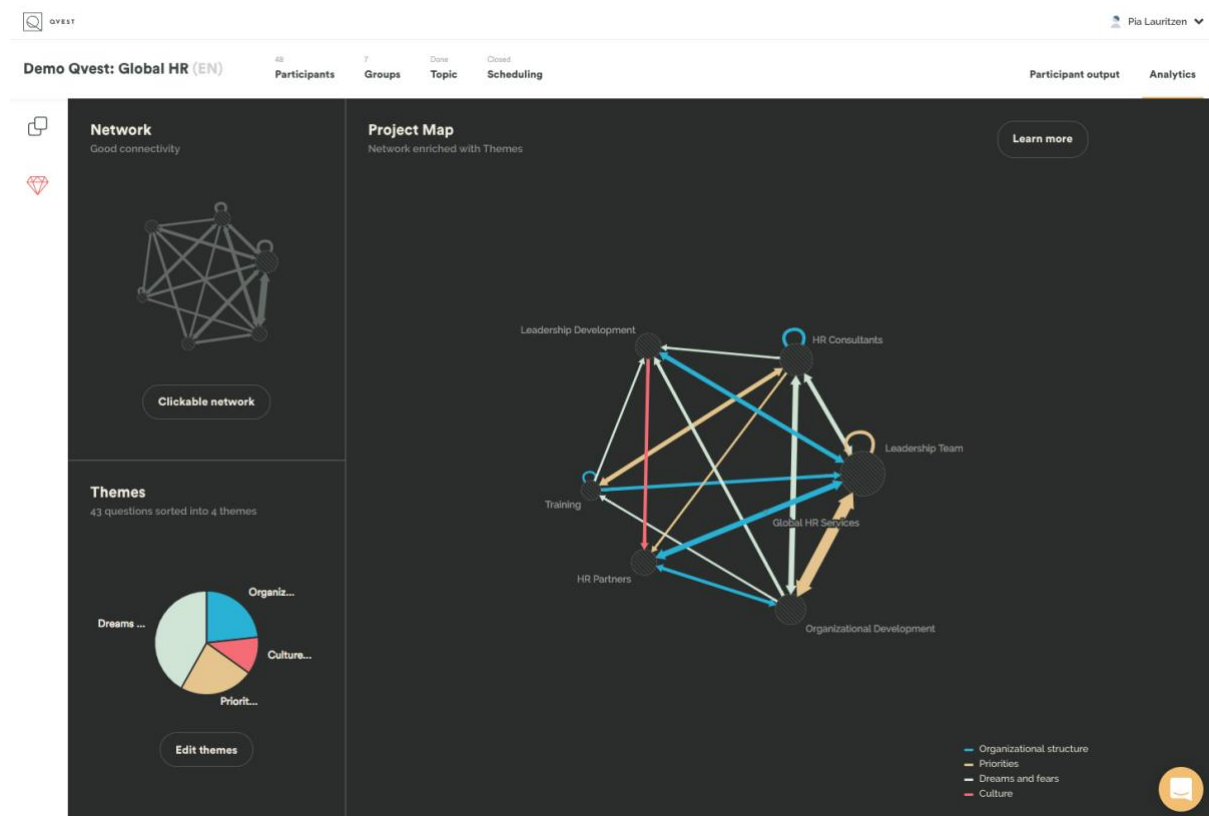 QVEST
Pia Lauritzen
Demo Qvest: Global HR (EN)
48
Participants
7
Groups
Done
Topic
Closed
Scheduling
Participant output
Analytics
Network
Good connectivity
Clickable network
Themes
43 questions sorted into 4 themes
Organiz...
Dreams ...
Culture...
Priorit...
Edit themes
Project Map
Network enriched with Themes
Learn more
Leadership Development
HR Consultants
Leadership Team
Training
Global HR Services
HR Partners
Organizational Development
Organizational structure
Priorities
Dreams and fears
Culture